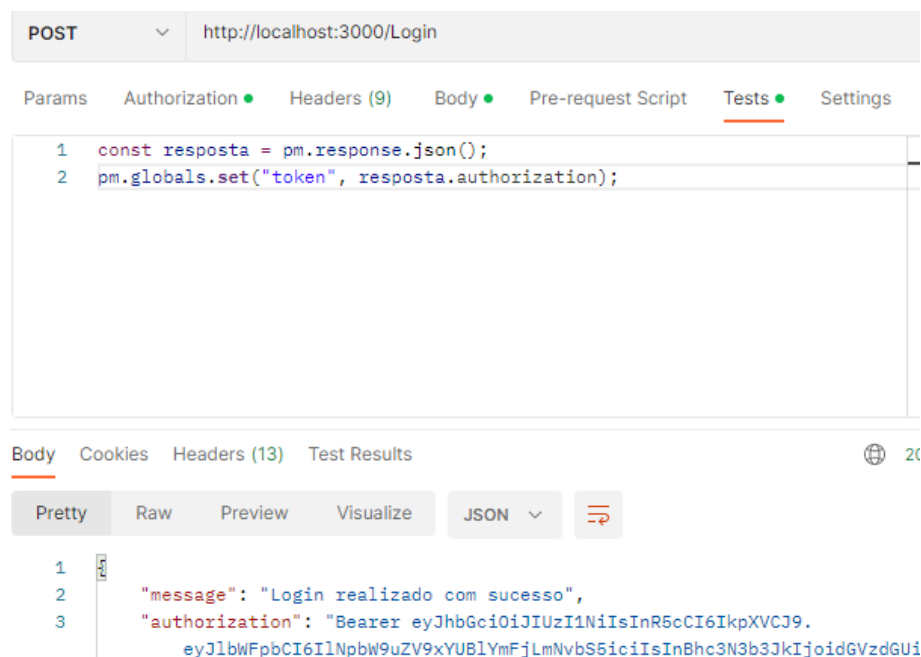 POST http://localhost:3000/Login
Params Authorization Headers (9) Body Pre-request Script Tests Settings
1 const resposta = pm.response.json();
2 pm.globals.set("token", resposta.authorization);
Body Cookies Headers (13) Test Results 20
Pretty Raw Preview Visualize JSON
1 {
2 "message": "Login realizado com sucesso",
3 "authorization": "Bearer eyJhbGciOiJIUzI1NiIsInR5cCI6IkpXVCJ9.
eyJlbWFpbCI6IlNpbW9uZV9xYUBlYmFjLmNvbS5iciIsInBhc3N3b3JkIjoidGVzdGUi